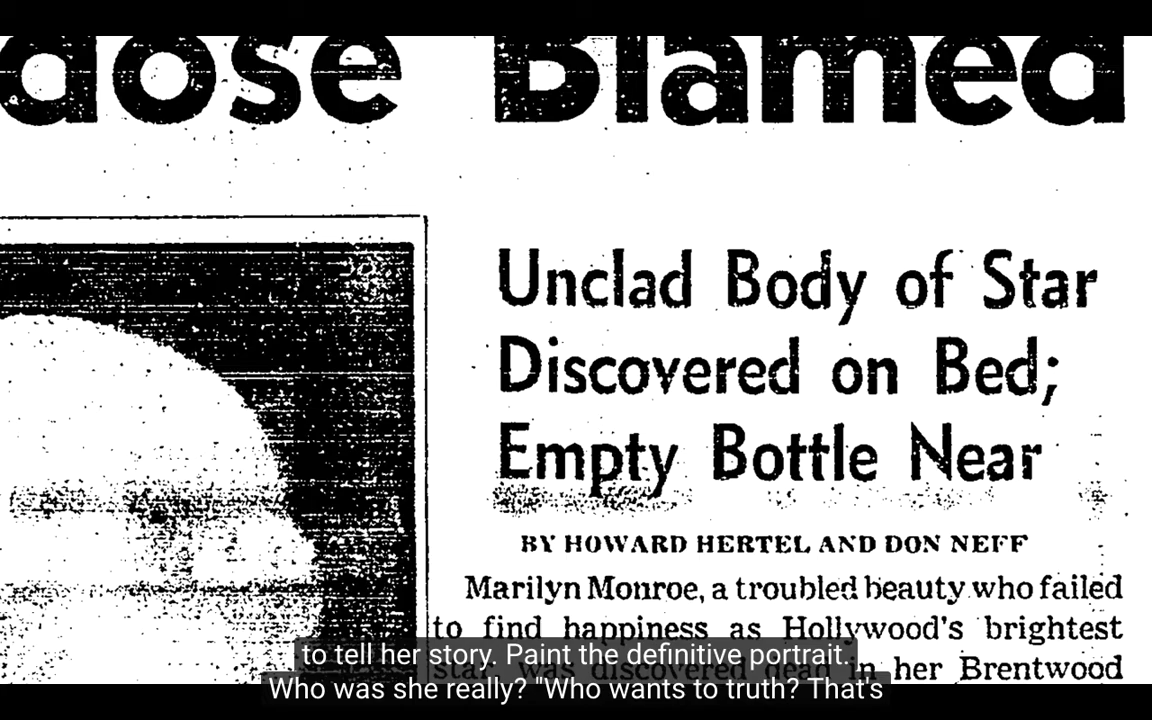 dose Blamed
Unclad Body of Star
Discovered on Bed;
Empty Bottle Near
BY HOWARD HERTEL AND DON NEFF
Marilyn Monroe, a troubled beauty who failed
to find happiness as Hollywood's brightest
star, was discovered dead in her Brentwood
to tell her story. Paint the definitive portrait.
Who was she really? "Who wants to truth? That's